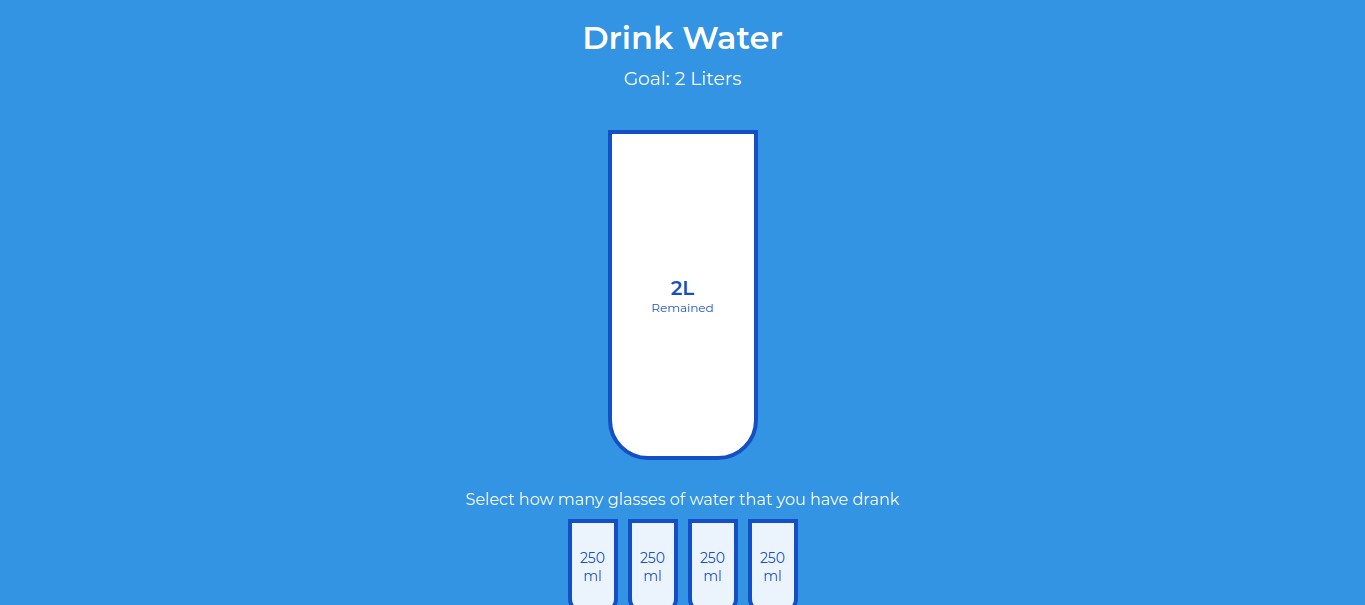 Drink Water
Goal: 2 Liters
2L
Remained
Select how many glasses of water that you have drank
250 250 250 250
ml ml ml ml